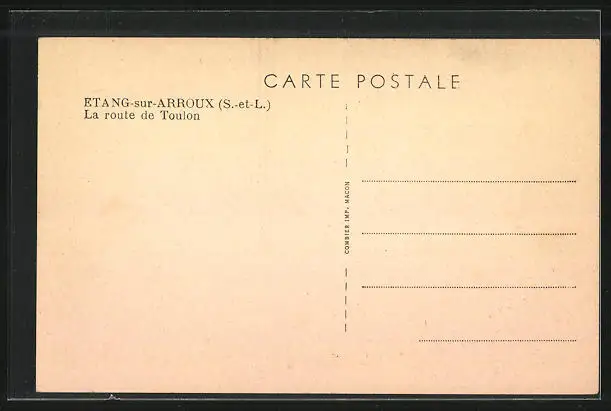 CARTE POSTALE
ETANG-sur-ARROUX (S.-et-L.)
La route de Toulon
COMBIER IMP. MACON